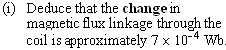 (i) Deduce that the change in
magnetic flux linkage through the
coil is approximately 7 × 10⁻⁴ Wb.